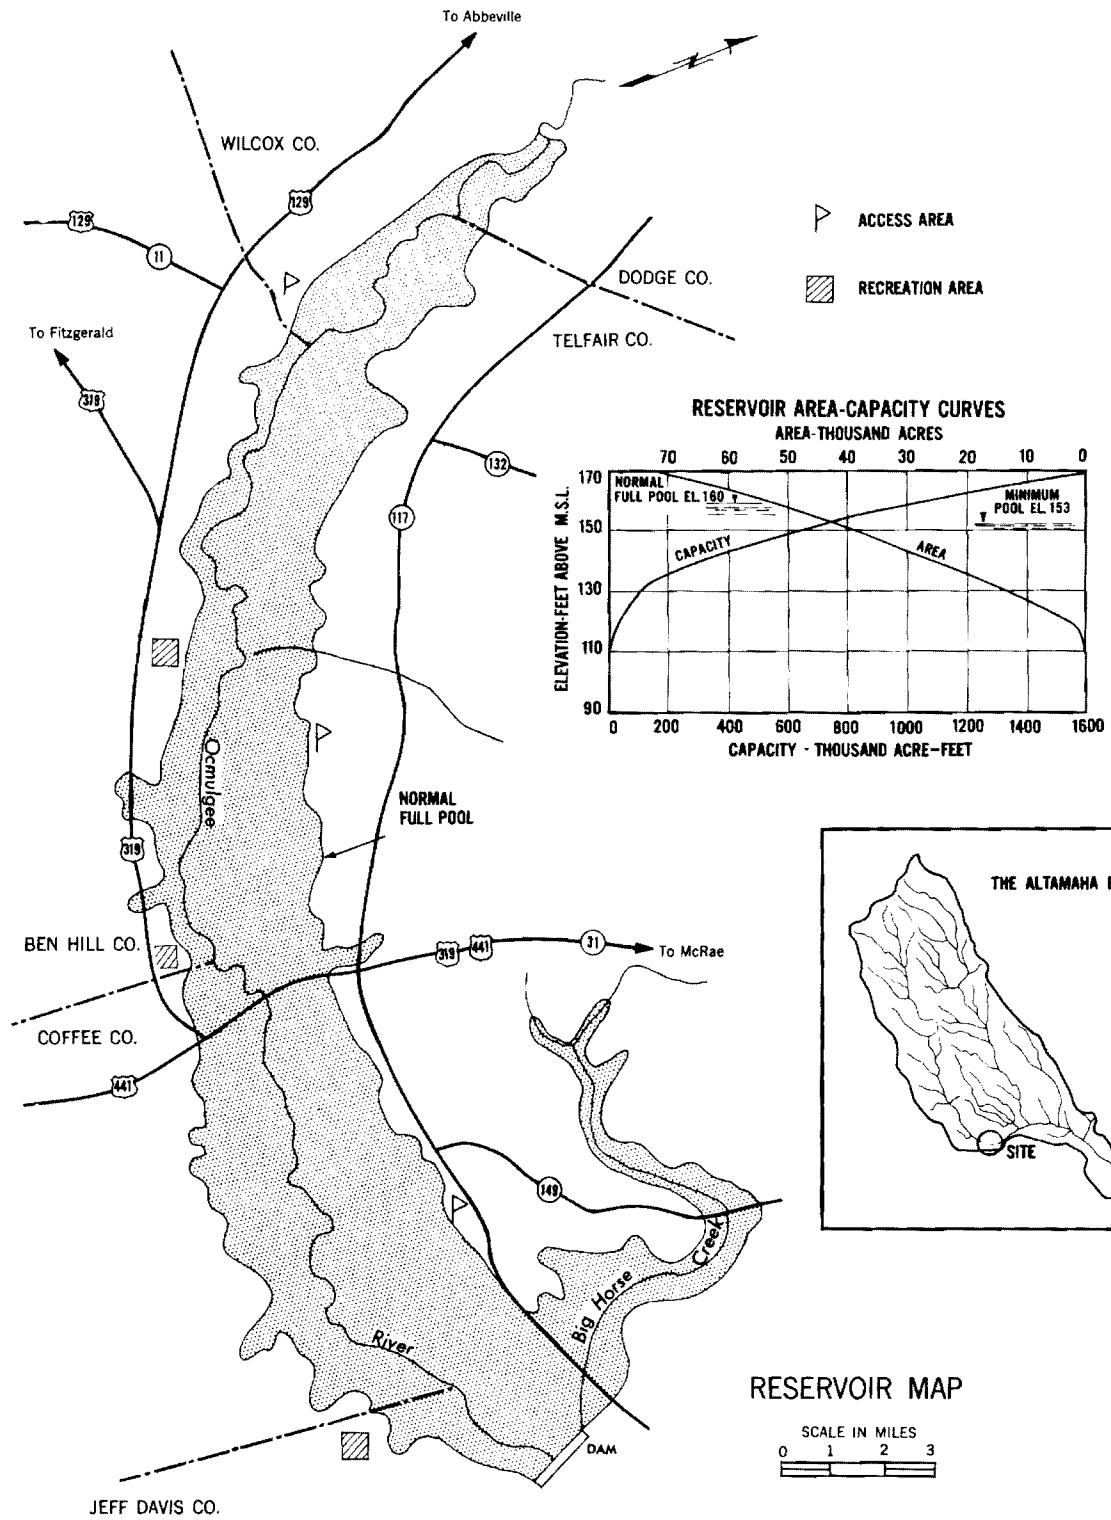 To Abbeville
N
WILCOX CO.
129
129
11
ACCESS AREA
DODGE CO.
RECREATION AREA
To Fitzgerald
TELFAIR CO.
319
132
117
RESERVOIR AREA-CAPACITY CURVES
AREA-THOUSAND ACRES
70 60 50 40 30 20 10 0
170
150
130
110
90
ELEVATION-FEET ABOVE M.S.L.
NORMAL
FULL POOL EL. 160
MINIMUM
POOL EL. 153
CAPACITY
AREA
0 200 400 600 800 1000 1200 1400 1600
CAPACITY - THOUSAND ACRE-FEET
Ocmulgee
NORMAL
FULL POOL
319
THE ALTAMAHA
SITE
BEN HILL CO.
319
441
31
To McRae
COFFEE CO.
441
149
Big Horse
Creek
River
DAM
RESERVOIR MAP
SCALE IN MILES
0 1 2 3
JEFF DAVIS CO.